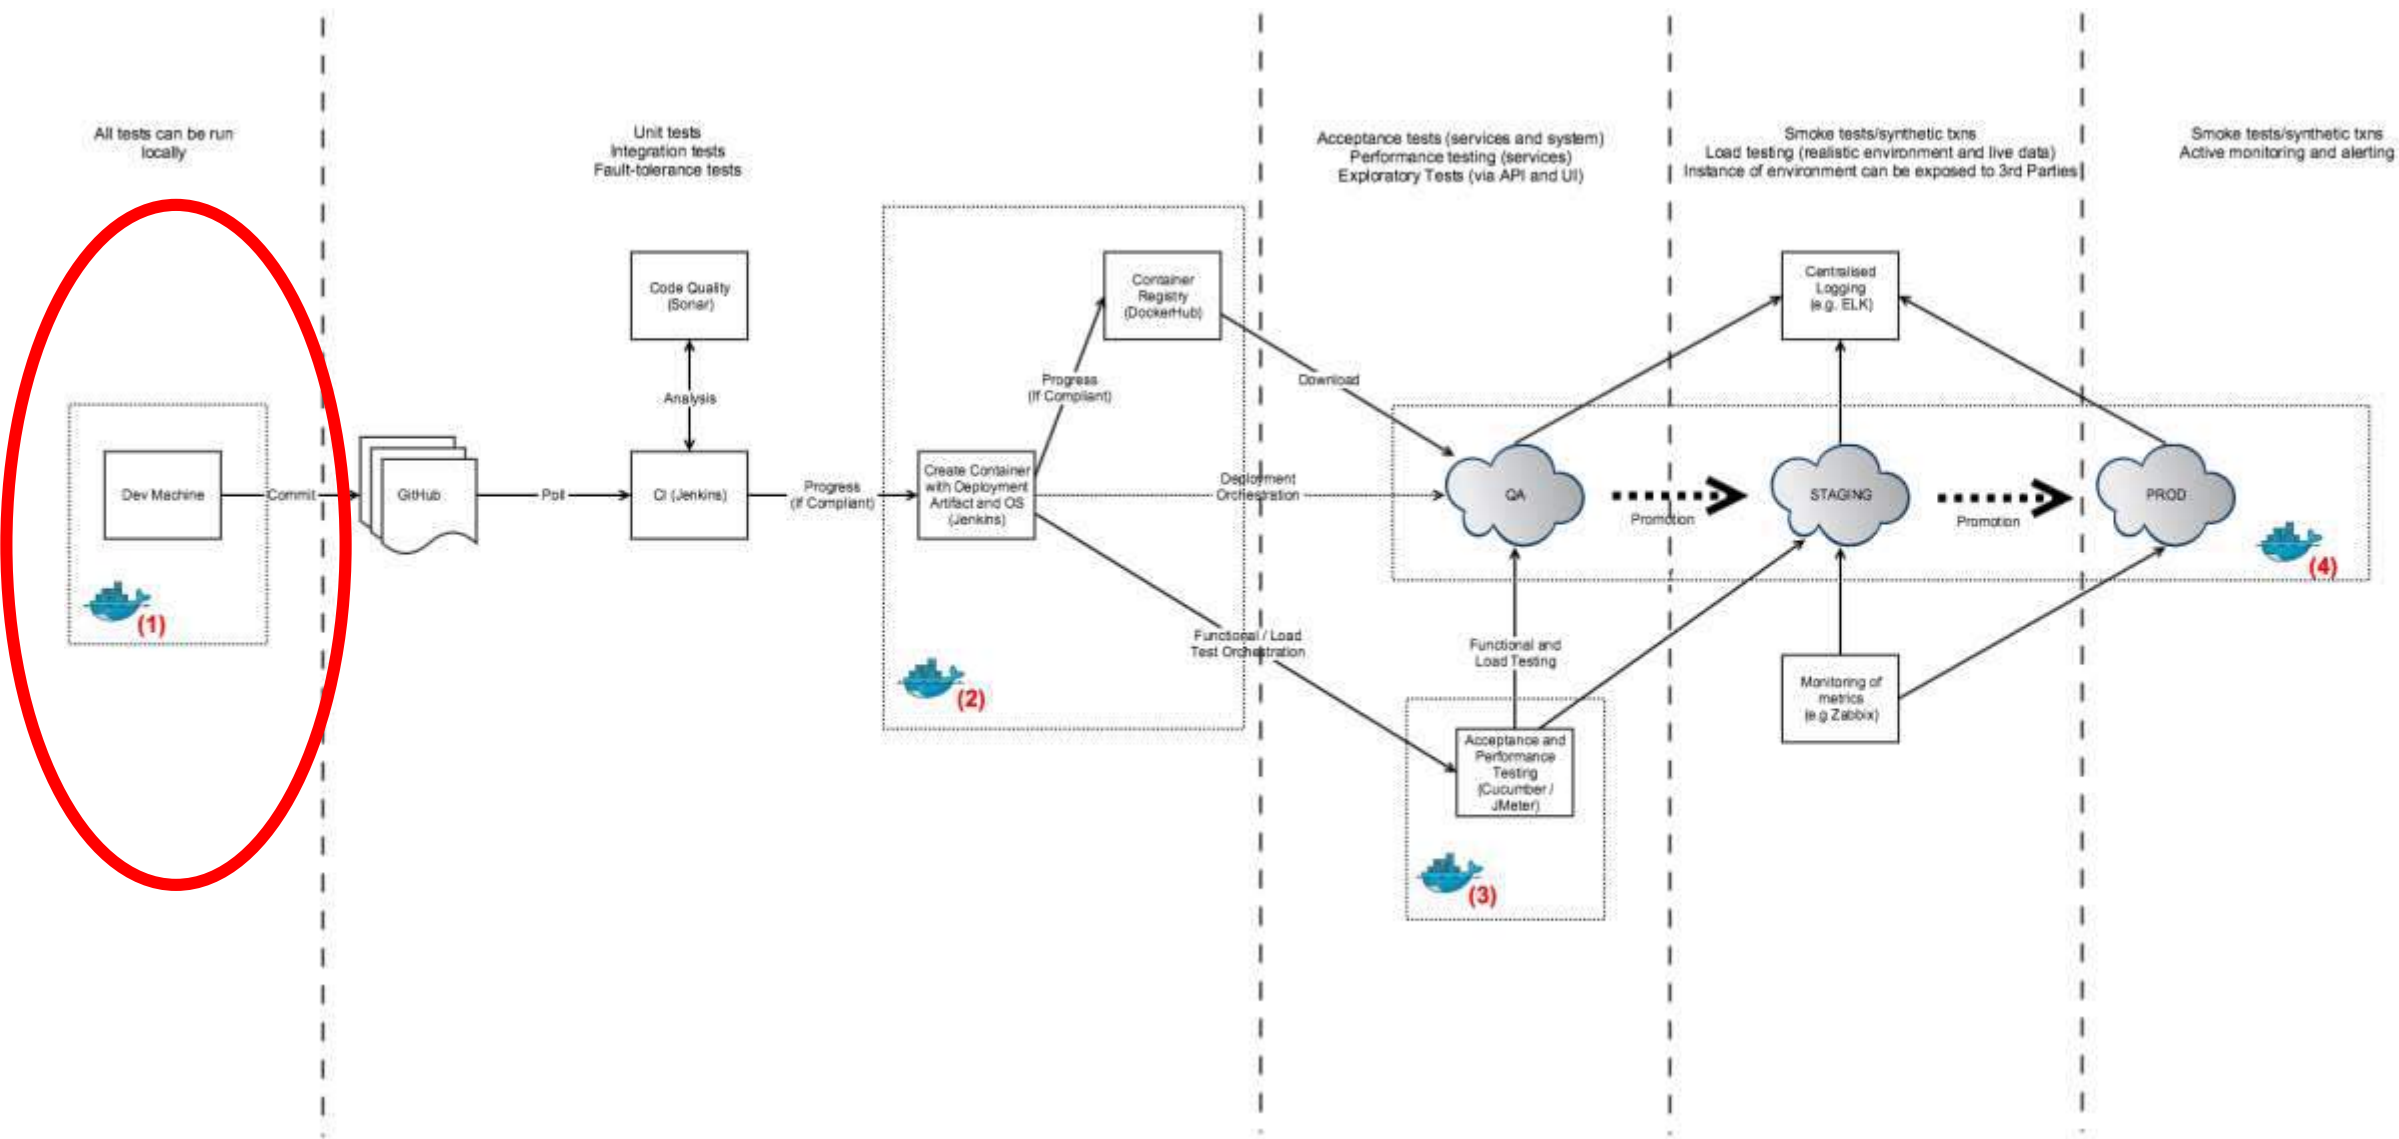 All tests can be run
locally
Unit tests
Integration tests
Fault-tolerance tests
Acceptance tests (services and system)
Performance testing (services)
Exploratory Tests (via API and UI)
Smoke tests/synthetic txns
Load testing (realistic environment and live data)
Instance of environment can be exposed to 3rd Parties
Smoke tests/synthetic txns
Active monitoring and alerting
Dev Machine
(1)
Commit
GitHub
Poll
Code Quality
(Sonar)
Analysis
CI (Jenkins)
Progress
(If Compliant)
Container
Registry
(DockerHub)
Progress
(If Compliant)
Create Container
with Deployment
Artifact and OS
(Jenkins)
(2)
Download
Deployment
Orchestration
Functional / Load
Test Orchestration
QA
Promotion
Functional and
Load Testing
Acceptance and
Performance
Testing
(Cucumber /
JMeter)
(3)
Centralised
Logging
(e.g. ELK)
STAGING
Promotion
Monitoring of
metrics
(e.g Zabbix)
PROD
(4)